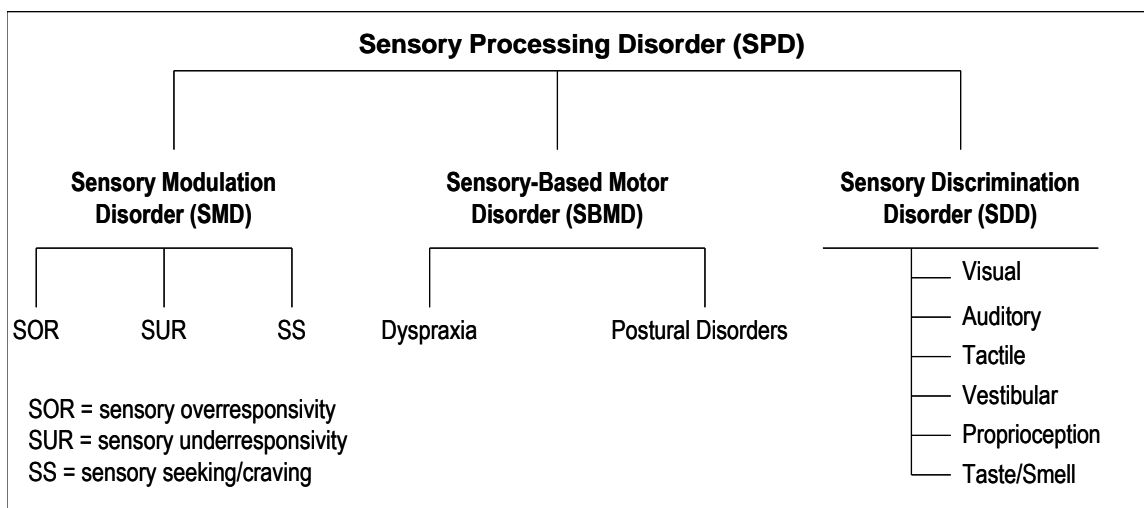 Sensory Processing Disorder (SPD)
Sensory Modulation
Disorder (SMD)
Sensory-Based Motor
Disorder (SBMD)
Sensory Discrimination
Disorder (SDD)
SOR
SUR
SS
Dyspraxia
Postural Disorders
Visual
Auditory
Tactile
Vestibular
Proprioception
Taste/Smell
SOR = sensory overresponsivity
SUR = sensory underresponsivity
SS = sensory seeking/craving